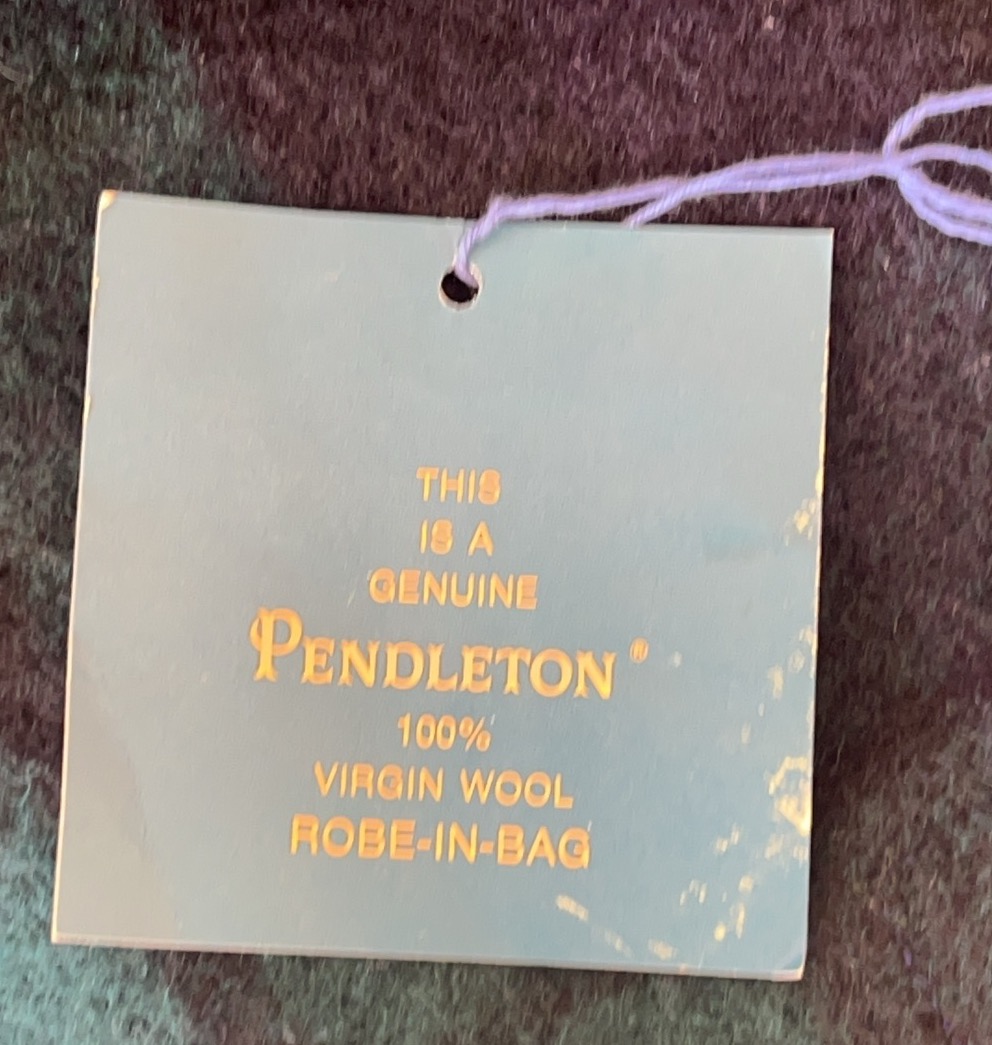 THIS
IS A
GENUINE
PENDLETON®
100%
VIRGIN WOOL
ROBE-IN-BAG